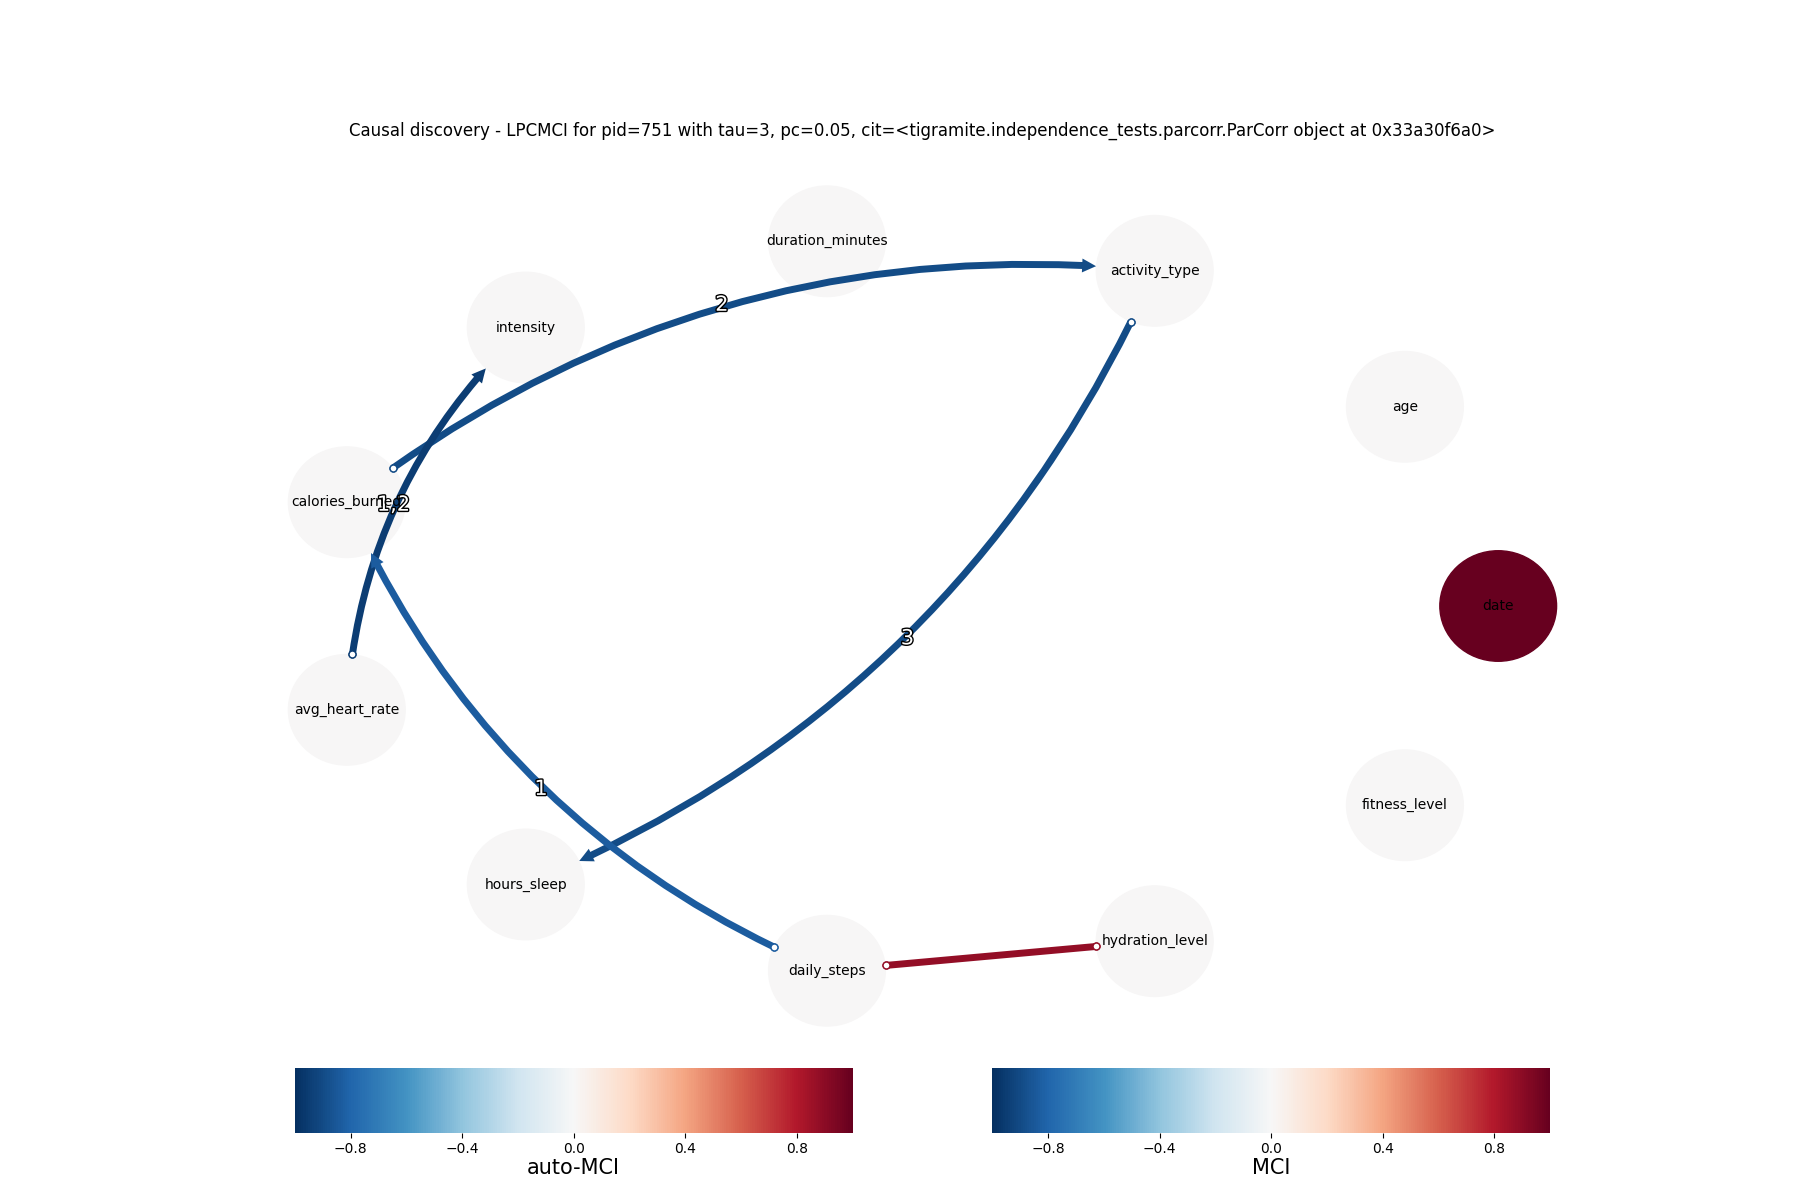 Causal discovery - LPCMCI for pid=751 with tau=3, pc=0.05, cit=<tigramite.independence_tests.parcorr.ParCorr object at 0x33a30f6a0>
duration_minutes
activity_type
2
intensity
age
calories_burned
1,2
date
3
avg_heart_rate
1
fitness_level
hours_sleep
hydration_level
daily_steps
−0.8 −0.4 0.0 0.4 0.8
auto-MCI
−0.8 −0.4 0.0 0.4 0.8
MCI